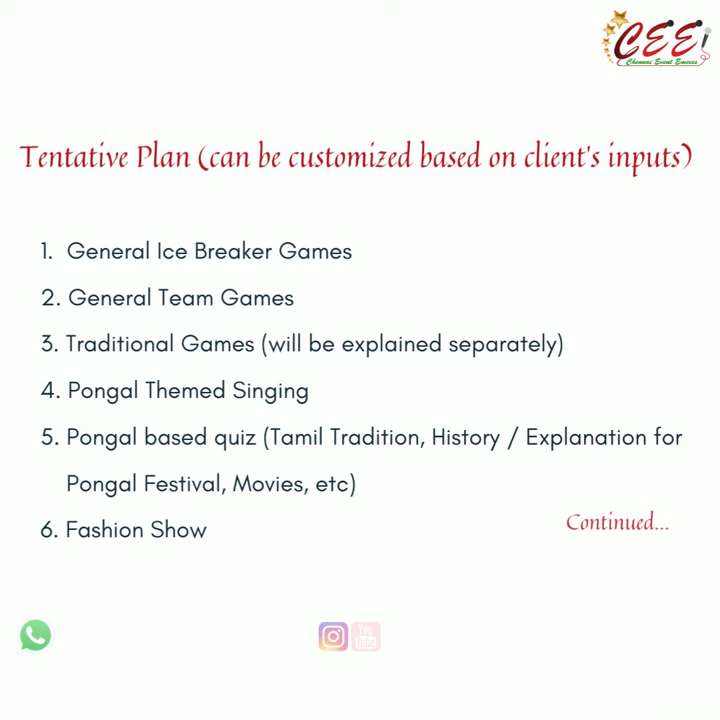 CEE
Chennai Event Emcees
Tentative Plan (can be customized based on client's inputs)
1. General Ice Breaker Games
2. General Team Games
3. Traditional Games (will be explained separately)
4. Pongal Themed Singing
5. Pongal based quiz (Tamil Tradition, History / Explanation for
Pongal Festival, Movies, etc)
6. Fashion Show
Continued...
You
Tube